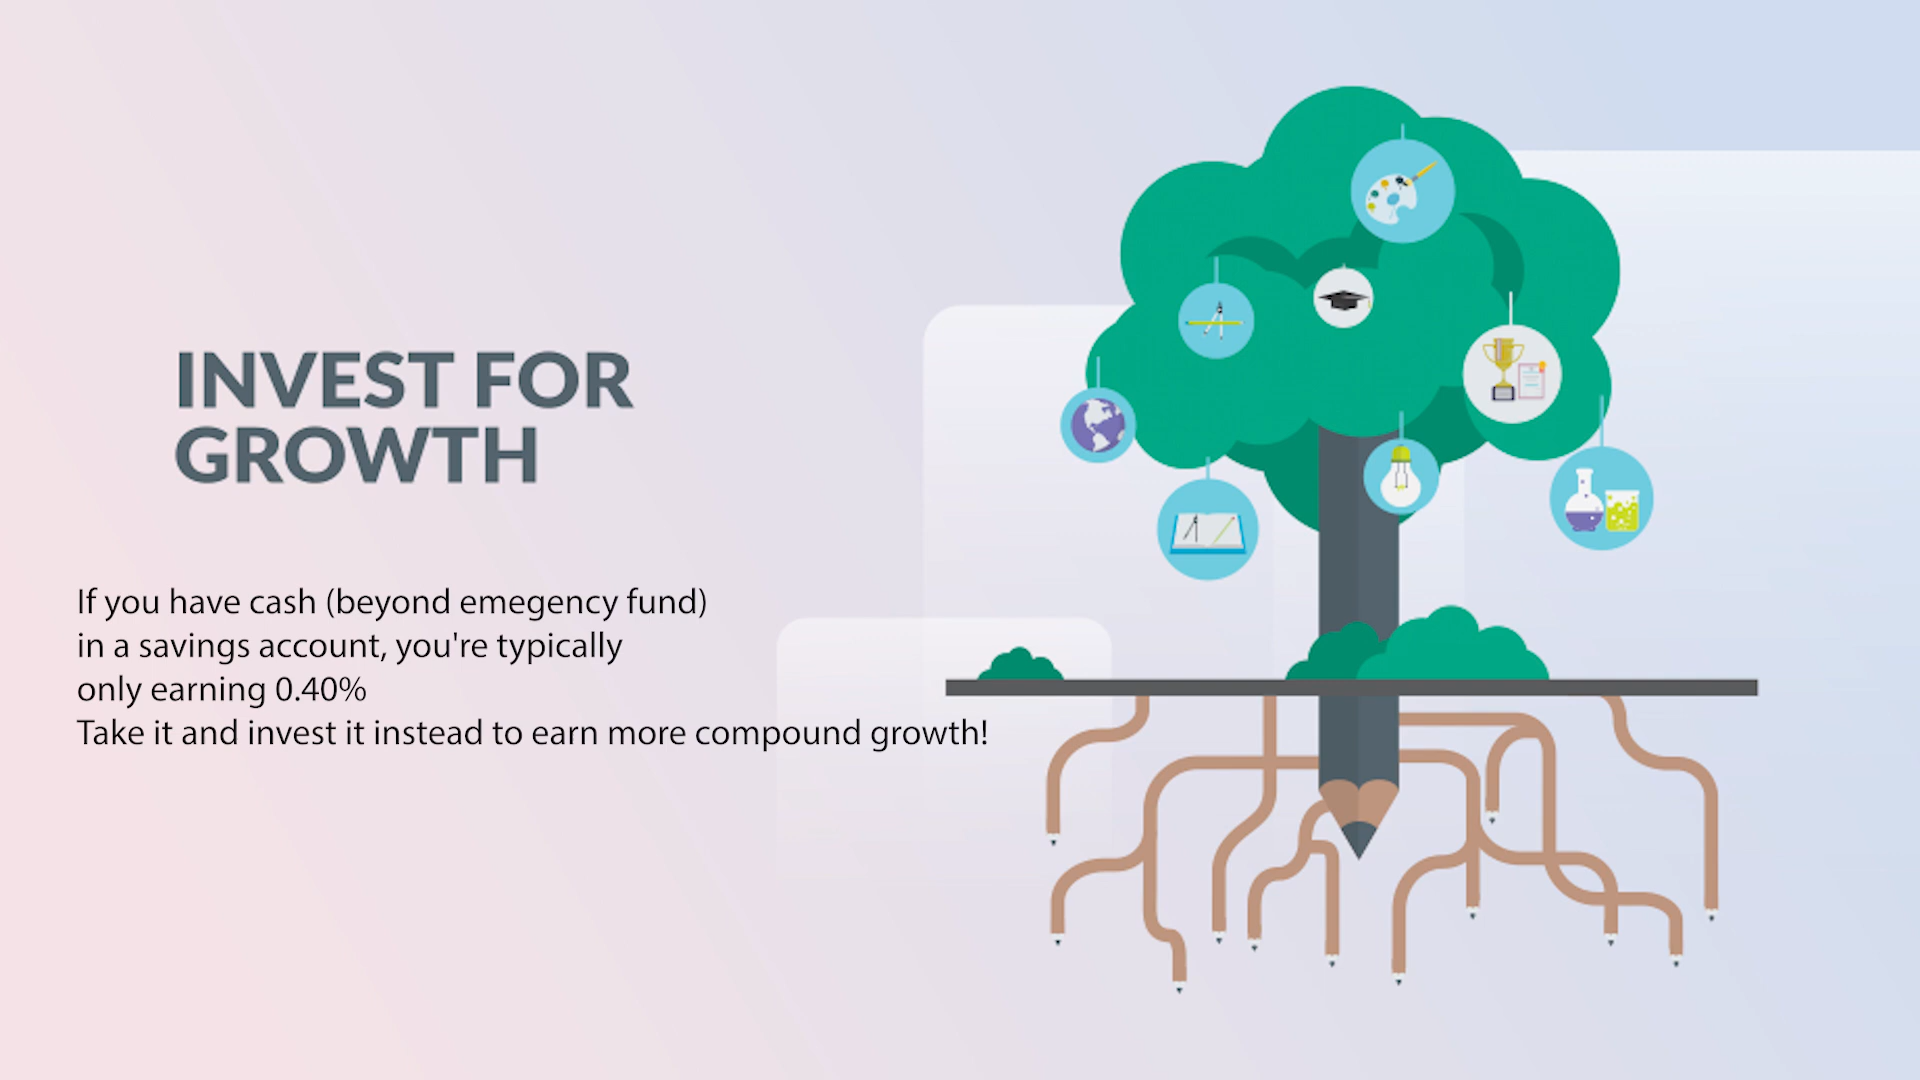 INVEST FOR
GROWTH
If you have cash (beyond emegency fund)
in a savings account, you're typically
only earning 0.40%
Take it and invest it instead to earn more compound growth!